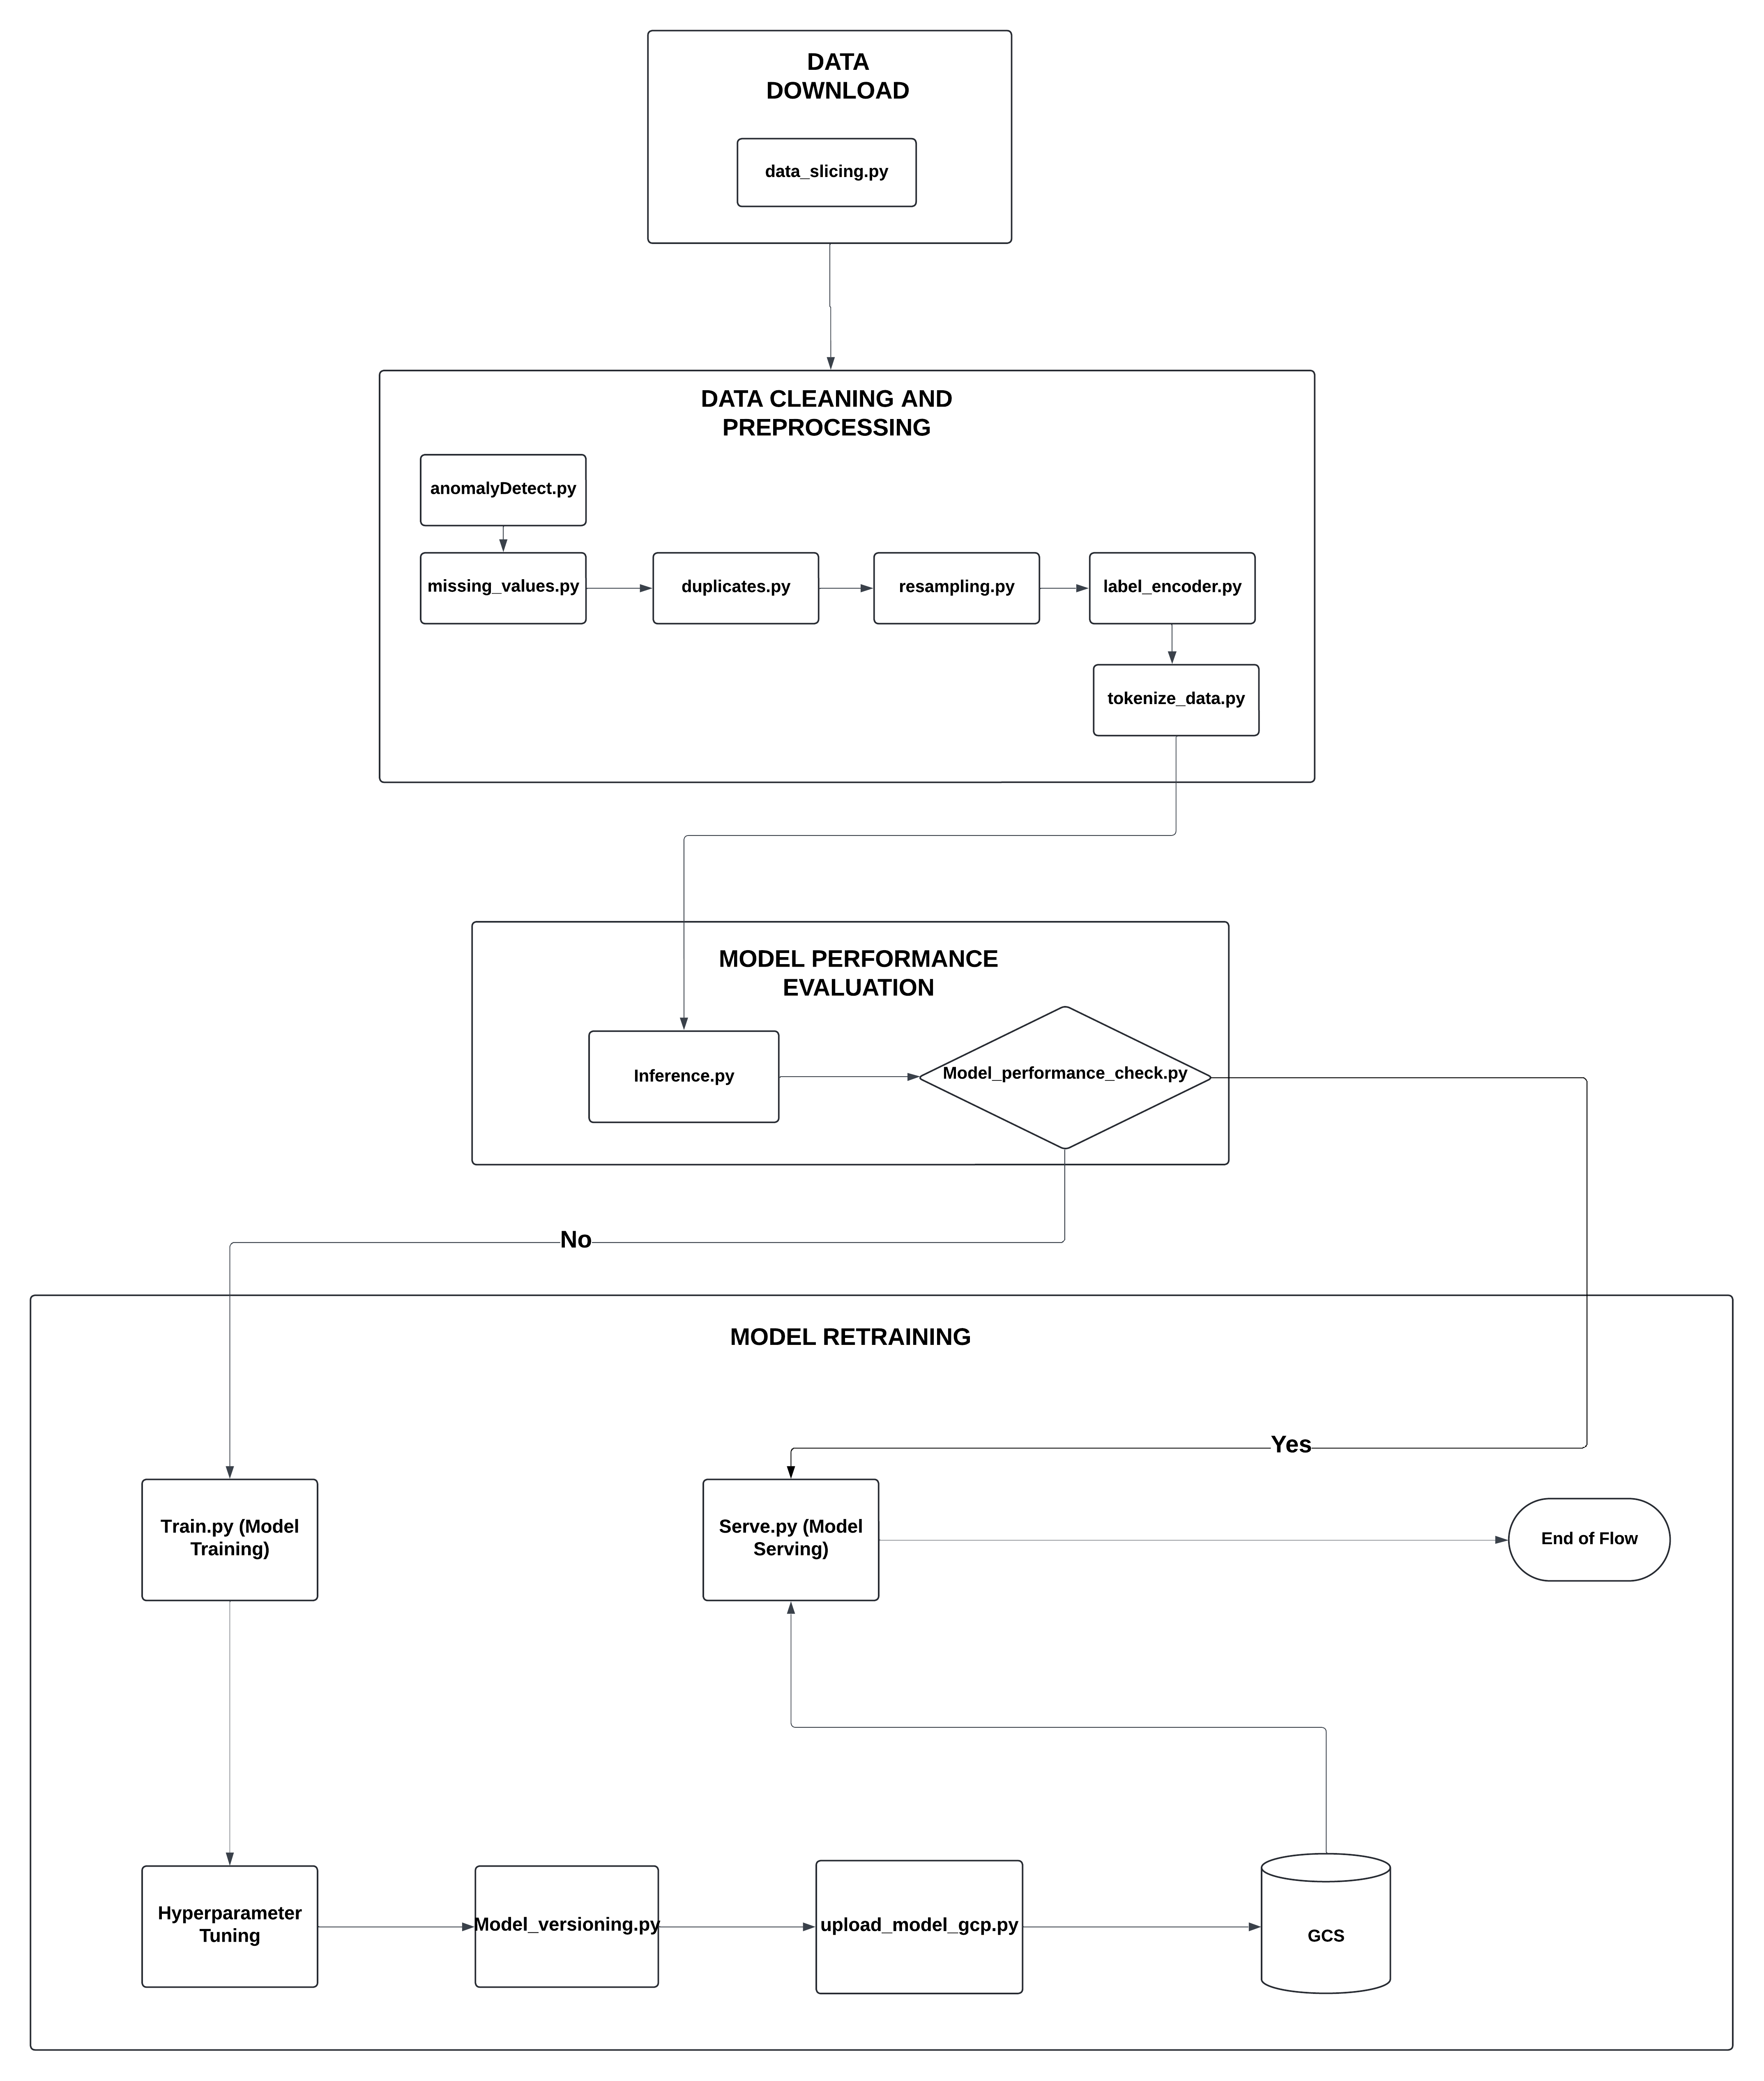 DATA
DOWNLOAD
data_slicing.py
DATA CLEANING AND
PREPROCESSING
anomalyDetect.py
missing_values.py
duplicates.py
resampling.py
label_encoder.py
tokenize_data.py
MODEL PERFORMANCE
EVALUATION
Inference.py
Model_performance_check.py
No
MODEL RETRAINING
Yes
Train.py (Model
Training)
Serve.py (Model
Serving)
End of Flow
Hyperparameter
Tuning
Model_versioning.py
upload_model_gcp.py
GCS